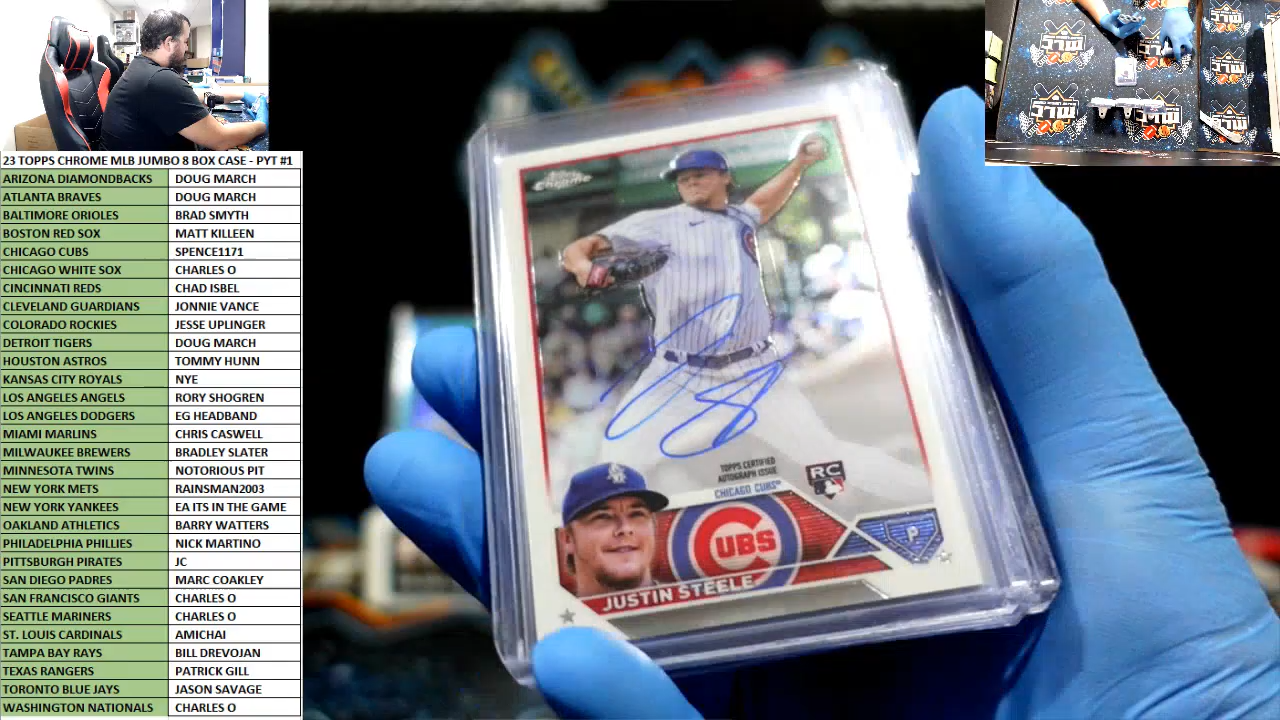 23 TOPPS CHROME MLB JUMBO 8 BOX CASE - PYT #1
ARIZONA DIAMONDBACKS DOUG MARCH
ATLANTA BRAVES DOUG MARCH
BALTIMORE ORIOLES BRAD SMYTH
BOSTON RED SOX MATT KILLEEN
CHICAGO CUBS SPENCE1171
CHICAGO WHITE SOX CHARLES O
CINCINNATI REDS CHAD ISBEL
CLEVELAND GUARDIANS JONNIE VANCE
COLORADO ROCKIES JESSE UPLINGER
DETROIT TIGERS DOUG MARCH
HOUSTON ASTROS TOMMY HUNN
KANSAS CITY ROYALS NYE
LOS ANGELES ANGELS RORY SHOGREN
LOS ANGELES DODGERS EG HEADBAND
MIAMI MARLINS CHRIS CASWELL
MILWAUKEE BREWERS BRADLEY SLATER
MINNESOTA TWINS NOTORIOUS PIT
NEW YORK METS RAINSMAN2003
NEW YORK YANKEES EA ITS IN THE GAME
OAKLAND ATHLETICS BARRY WATTERS
PHILADELPHIA PHILLIES NICK MARTINO
PITTSBURGH PIRATES JC
SAN DIEGO PADRES MARC COAKLEY
SAN FRANCISCO GIANTS CHARLES O
SEATTLE MARINERS CHARLES O
ST. LOUIS CARDINALS AMICHAI
TAMPA BAY RAYS BILL DREVOJAN
TEXAS RANGERS PATRICK GILL
TORONTO BLUE JAYS JASON SAVAGE
WASHINGTON NATIONALS CHARLES O
Topps
Chrome
TOPPS CERTIFIED
AUTOGRAPH ISSUE
CHICAGO CUBS
RC
CUBS
P
JUSTIN STEELE